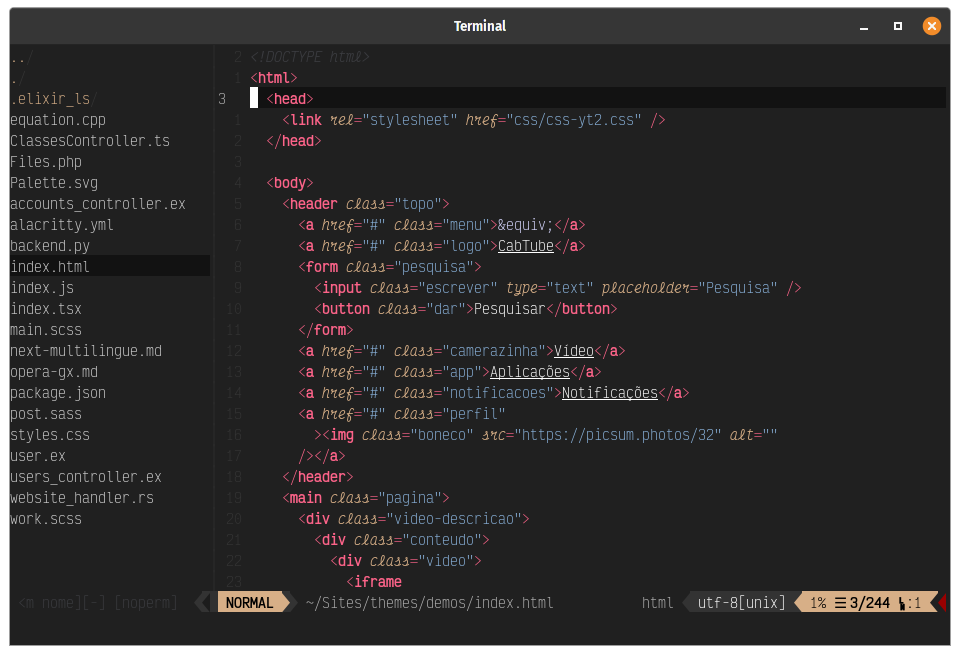 Terminal
../
./
.elixir_ls/
equation.cpp
ClassesController.ts
Files.php
Palette.svg
accounts_controller.ex
alacritty.yml
backend.py
index.html
index.js
index.tsx
main.scss
next-multilingue.md
opera-gx.md
package.json
post.sass
styles.css
user.ex
users_controller.ex
website_handler.rs
work.scss
<m nome][-] [noperm]
2 <!DOCTYPE html>
1 <html>
3 <head>
1 <link rel="stylesheet" href="css/css-yt2.css" />
2 </head>
3
4 <body>
5 <header class="topo">
6 <a href="#" class="menu">&equiv;</a>
7 <a href="#" class="logo">CabTube</a>
8 <form class="pesquisa">
9 <input class="escrever" type="text" placeholder="Pesquisa" />
10 <button class="dar">Pesquisar</button>
11 </form>
12 <a href="#" class="camerazinha">Vídeo</a>
13 <a href="#" class="app">Aplicações</a>
14 <a href="#" class="notificacoes">Notificações</a>
15 <a href="#" class="perfil"
16 ><img class="boneco" src="https://picsum.photos/32" alt=""
17 /></a>
18 </header>
19 <main class="pagina">
20 <div class="video-descricao">
21 <div class="conteudo">
22 <div class="video">
23 <iframe
NORMAL ~/Sites/themes/demos/index.html html utf-8[unix] 1% ☰ 3/244 :1